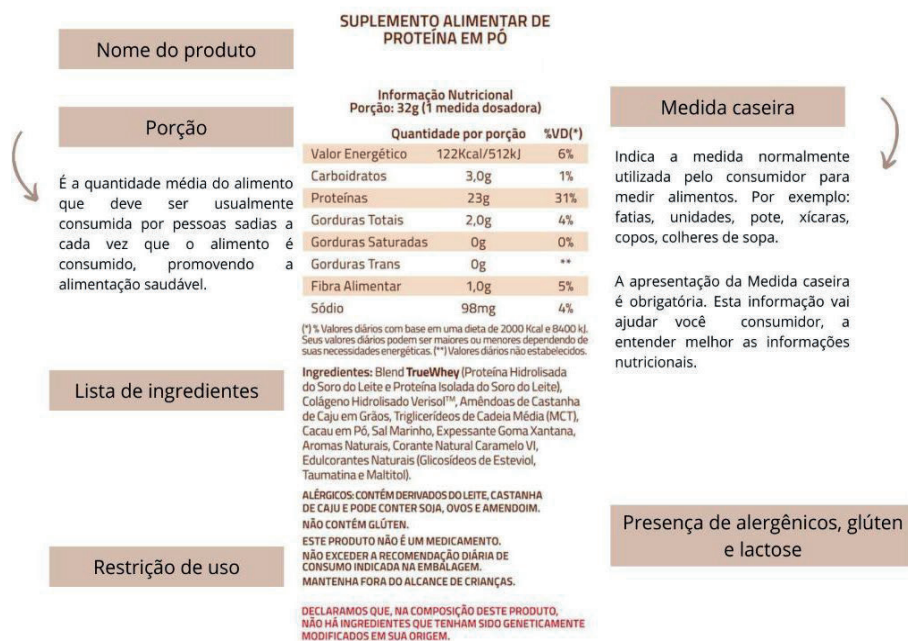 SUPLEMENTO ALIMENTAR DE
PROTEÍNA EM PÓ
Nome do produto
Informação Nutricional
Porção: 32g (1 medida dosadora)
Porção
É a quantidade média do alimento
que deve ser usualmente
consumida por pessoas sadias a
cada vez que o alimento é
consumido, promovendo a
alimentação saudável.
Quantidade por porção %VD(*)
Valor Energético 122Kcal/512kJ 6%
Carboidratos 3,0g 1%
Proteínas 23g 31%
Gorduras Totais 2,0g 4%
Gorduras Saturadas 0g 0%
Gorduras Trans 0g **
Fibra Alimentar 1,0g 5%
Sódio 98mg 4%
(*) % Valores diários com base em uma dieta de 2000 Kcal e 8400 kJ.
Seus valores diários podem ser maiores ou menores dependendo de
suas necessidades energéticas. (**) Valores diários não estabelecidos.
Medida caseira
Indica a medida normalmente
utilizada pelo consumidor para
medir alimentos. Por exemplo:
fatias, unidades, pote, xícaras,
copos, colheres de sopa.
A apresentação da Medida caseira
é obrigatória. Esta informação vai
ajudar você consumidor, a
entender melhor as informações
nutricionais.
Lista de ingredientes
Ingredientes: Blend TrueWhey (Proteína Hidrolisada
do Soro do Leite e Proteína Isolada do Soro do Leite),
Colágeno Hidrolisado Verisol™, Amêndoas de Castanha
de Caju em Grãos, Triglicerídeos de Cadeia Média (MCT),
Cacau em Pó, Sal Marinho, Expessante Goma Xantana,
Aromas Naturais, Corante Natural Caramelo VI,
Edulcorantes Naturais (Glicosídeos de Esteviol,
Taumatina e Maltitol).
ALÉRGICOS: CONTÉM DERIVADOS DO LEITE, CASTANHA
DE CAJU E PODE CONTER SOJA, OVOS E AMENDOIM.
NÃO CONTÉM GLÚTEN.
Presença de alergênicos, glúten
e lactose
Restrição de uso
ESTE PRODUTO NÃO É UM MEDICAMENTO.
NÃO EXCEDER A RECOMENDAÇÃO DIÁRIA DE
CONSUMO INDICADA NA EMBALAGEM.
MANTENHA FORA DO ALCANCE DE CRIANÇAS.
DECLARAMOS QUE, NA COMPOSIÇÃO DESTE PRODUTO,
NÃO HÁ INGREDIENTES QUE TENHAM SIDO GENETICAMENTE
MODIFICADOS EM SUA ORIGEM.